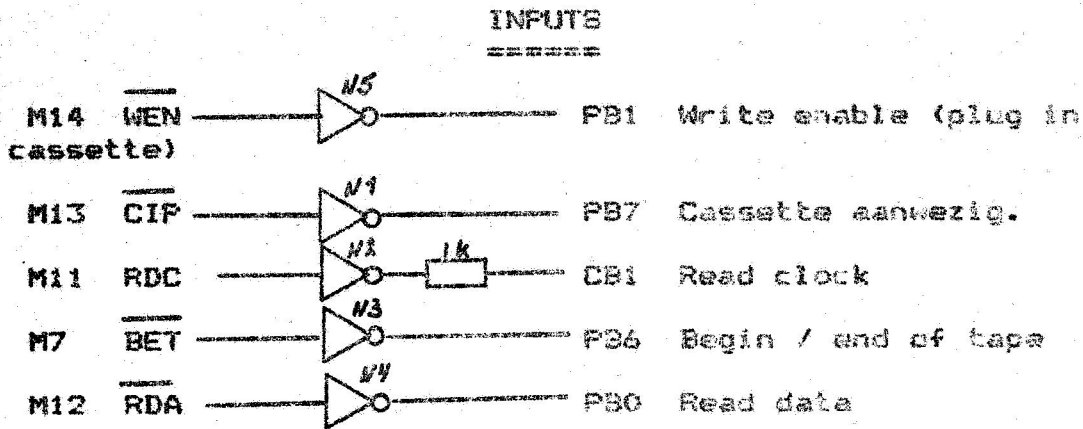 INPUTS
======
N5
M14 WEN PB1 Write enable (plug in
cassette)
N1
M13 CIP PB7 Cassette aanwezig.
N2 1k
M11 RDC CB1 Read clock
N3
M7 BET PB6 Begin / end of tape
N4
M12 RDA PB0 Read data